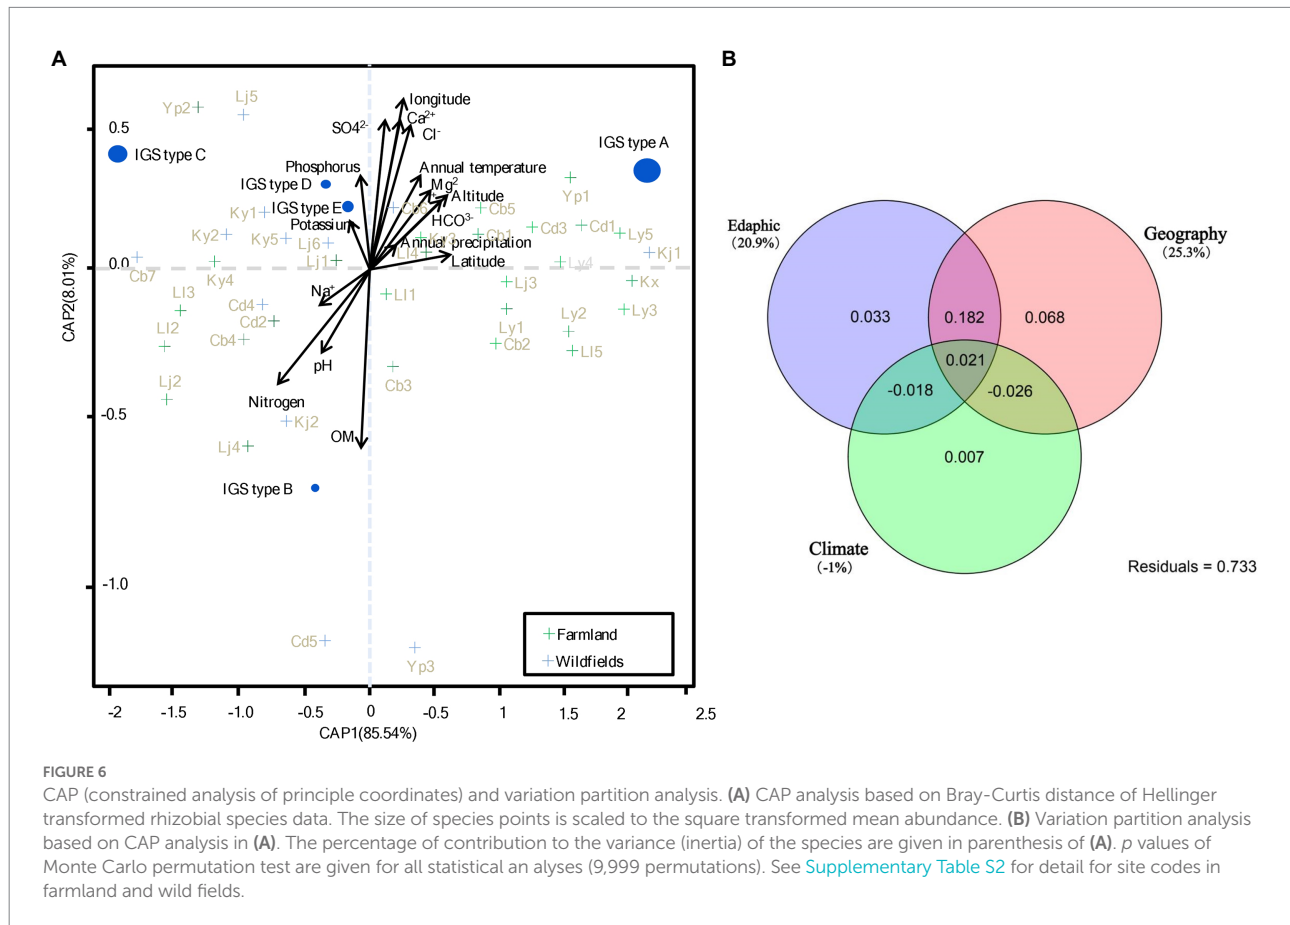 A
B
longitude
Ca2+
SO42-
Cl-
0.5
Yp2
Lj5
IGS type C
IGS type A
Phosphorus
Annual temperature
IGS type D
Mg2
+
Altitude
Yp1
IGS type E
Cb6
Cb5
Ky1
Potassium
HCO3-
Ky2
Ky5
Lj6
Ky3
Cb1
Cd3
Cd1
Ly5
Annual precipitation
Ll4
Kj1
0.0
Lj1
Latitude
Ly4
Cb7
Ky4
Na+
Ll1
Lj3
Kx
Ll3
Cd4
Ll2
Cd2
Cb4
Ly1
Ly2
Ly3
Cb2
Ll5
pH
Cb3
Lj2
Nitrogen
-0.5
Kj2
OM
Lj4
IGS type B
-1.0
Cd5
Yp3
Farmland
Wildfields
CAP2(8.01%)
-2
-1.5
-1.0
-0.5
0
-0.5
1
1.5
2
2.5
CAP1(85.54%)
Edaphic
(20.9%)
Geography
(25.3%)
0.033
0.182
0.068
0.021
-0.018
-0.026
0.007
Climate
(-1%)
Residuals = 0.733
FIGURE 6
CAP (constrained analysis of principle coordinates) and variation partition analysis. (A) CAP analysis based on Bray-Curtis distance of Hellinger
transformed rhizobial species data. The size of species points is scaled to the square transformed mean abundance. (B) Variation partition analysis
based on CAP analysis in (A). The percentage of contribution to the variance (inertia) of the species are given in parenthesis of (A). p values of
Monte Carlo permutation test are given for all statistical an alyses (9,999 permutations). See Supplementary Table S2 for detail for site codes in
farmland and wild fields.